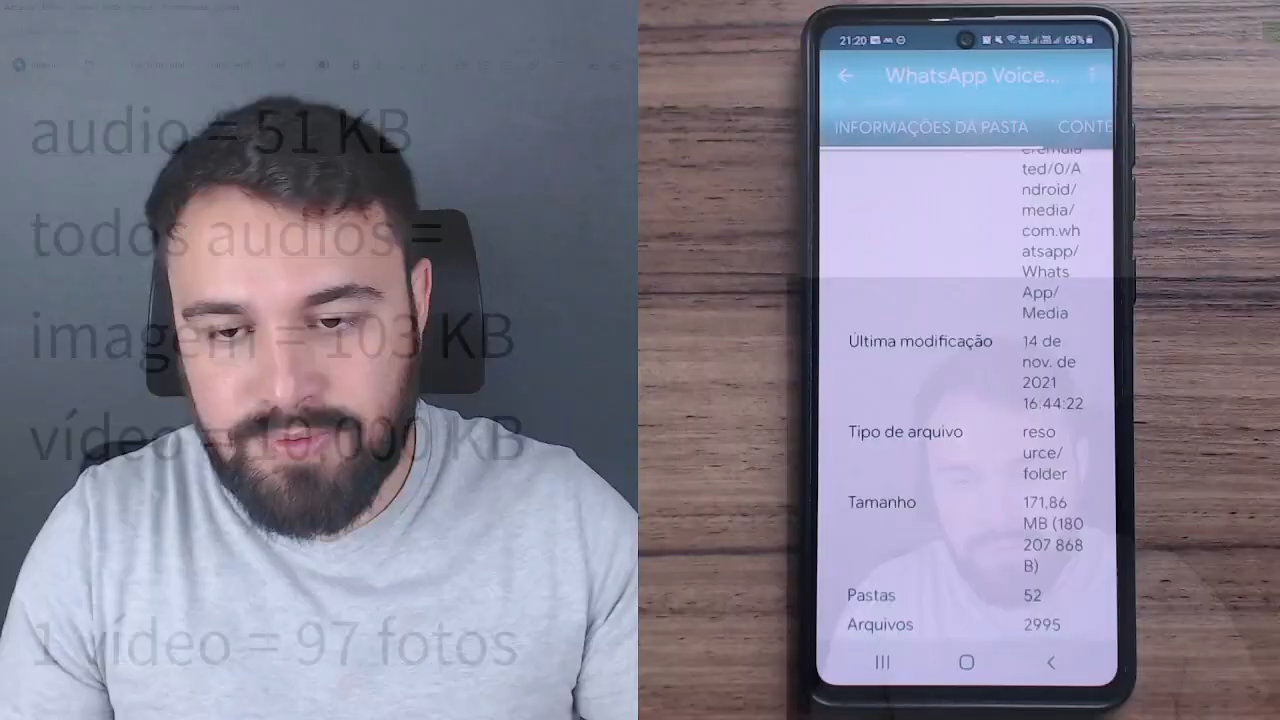 audio = 51 KB
todos audios =
imagem = 103 KB
vídeo = 10 000 KB
1 vídeo = 97 fotos
21:20
68%
WhatsApp Voice...
INFORMAÇÕES DA PASTA CONTE
ted/0/A
ndroid/
media/
com.wh
atsapp/
Whats
App/
Media
Última modificação 14 de
nov. de
2021
16:44:22
Tipo de arquivo reso
urce/
folder
Tamanho 171,86
MB (180
207 868
B)
Pastas 52
Arquivos 2995